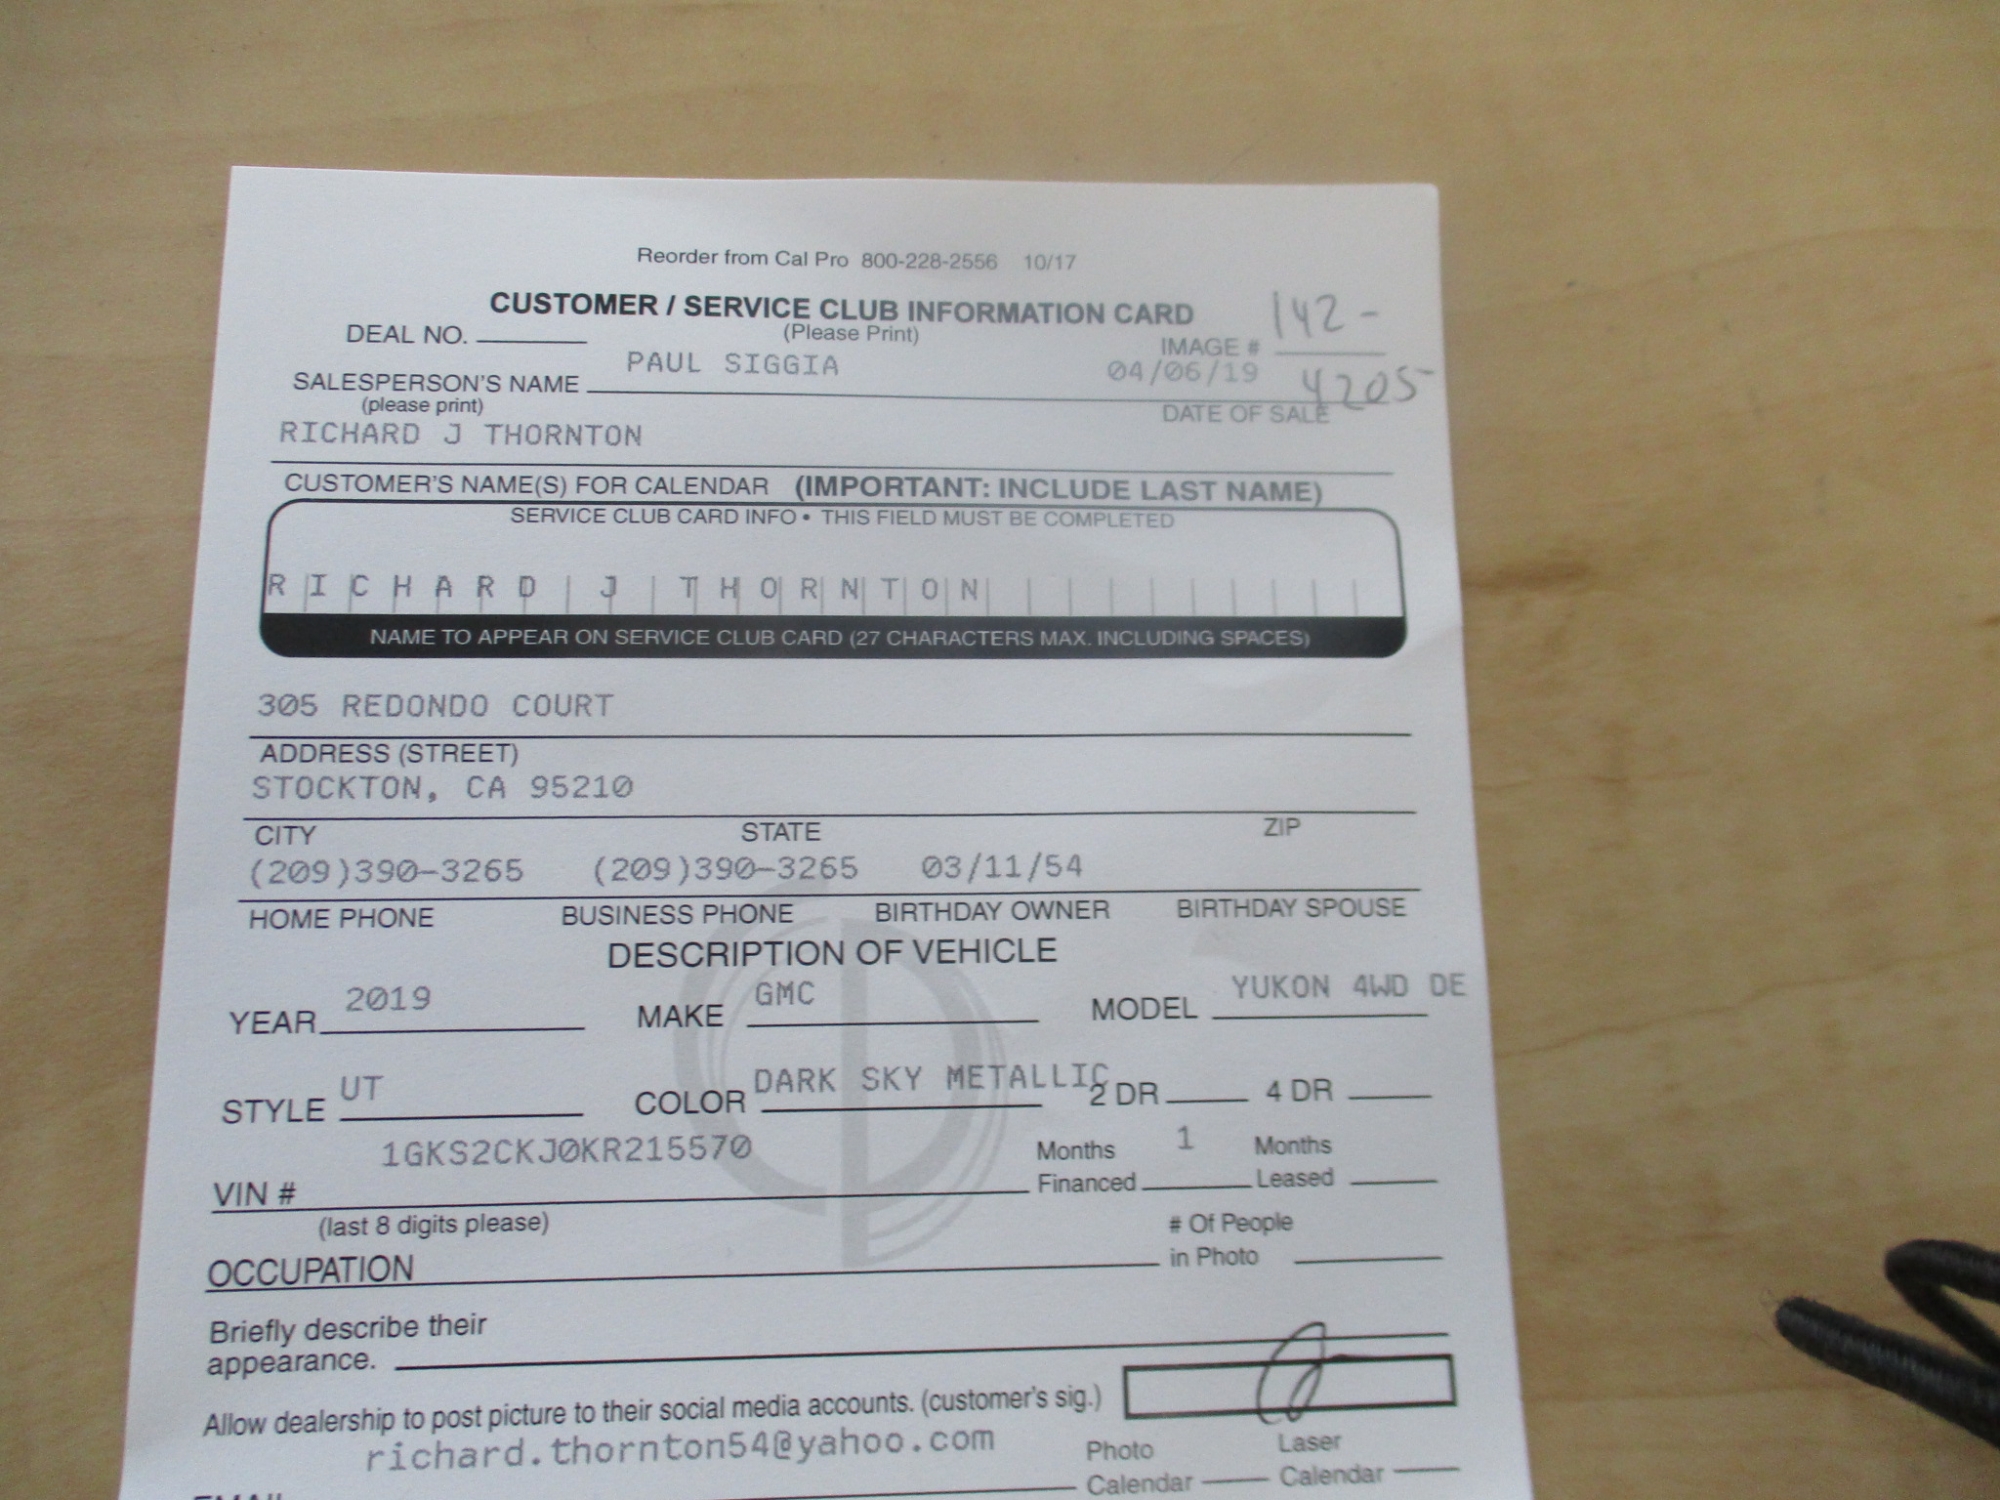 Reorder from Cal Pro 800-228-2556 10/17
CUSTOMER / SERVICE CLUB INFORMATION CARD
142-
DEAL NO. (Please Print) IMAGE #
PAUL SIGGIA 04/06/19 4205
SALESPERSON'S NAME
(please print) DATE OF SALE
RICHARD J THORNTON
CUSTOMER'S NAME(S) FOR CALENDAR (IMPORTANT: INCLUDE LAST NAME)
SERVICE CLUB CARD INFO • THIS FIELD MUST BE COMPLETED
RICHARD J THORNTON
NAME TO APPEAR ON SERVICE CLUB CARD (27 CHARACTERS MAX. INCLUDING SPACES)
305 REDONDO COURT
ADDRESS (STREET)
STOCKTON, CA 95210
CITY STATE ZIP
(209)390-3265 (209)390-3265 03/11/54
HOME PHONE BUSINESS PHONE BIRTHDAY OWNER BIRTHDAY SPOUSE
DESCRIPTION OF VEHICLE
YEAR 2019 MAKE GMC MODEL YUKON 4WD DE
STYLE UT COLOR DARK SKY METALLIC 2 DR 4 DR
1GKS2CKJ0KR215570 Months 1 Months
VIN # Financed Leased
(last 8 digits please) # Of People
OCCUPATION in Photo
Briefly describe their
appearance.
Allow dealership to post picture to their social media accounts. (customer's sig.)
richard.thornton54@yahoo.com Photo Laser
EMAIL Calendar Calendar